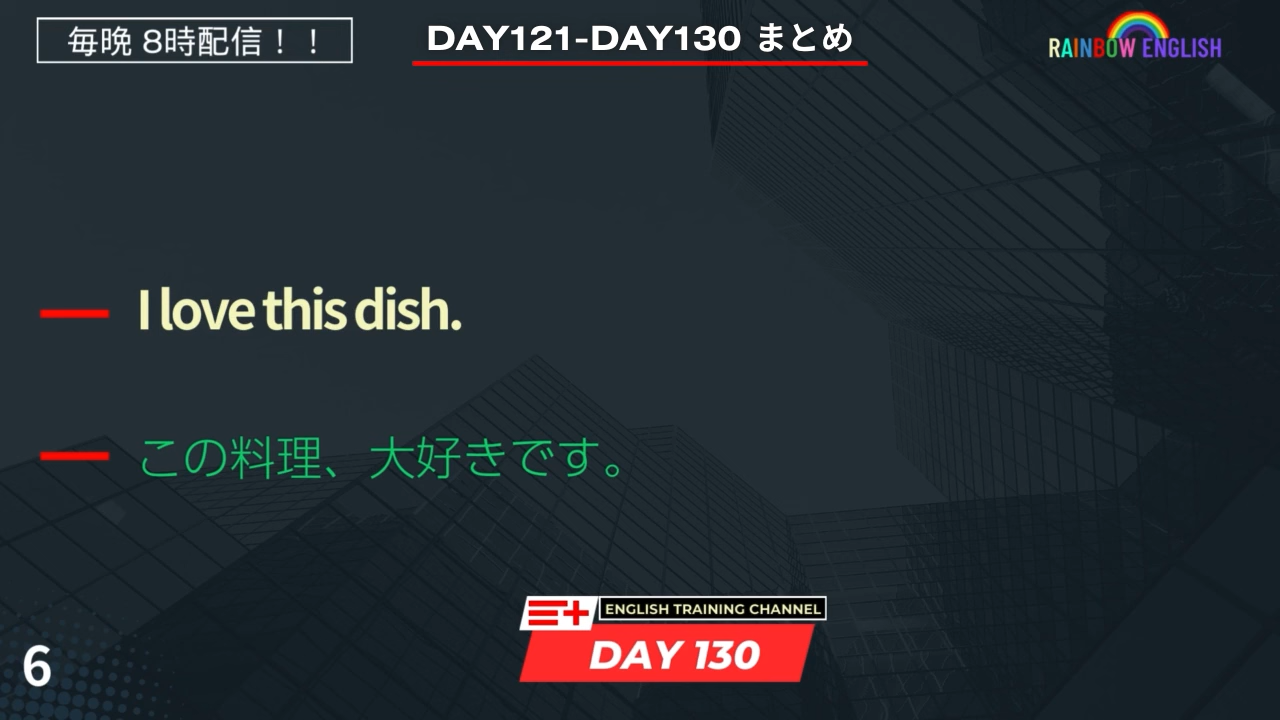 毎晩 8時配信！！
DAY121-DAY130 まとめ
RAINBOW ENGLISH
I love this dish.
この料理、大好きです。
ENGLISH TRAINING CHANNEL
DAY 130
6